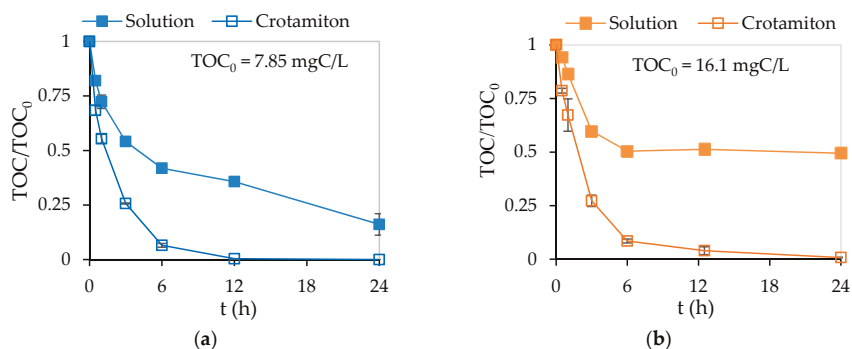 Solution Crotamiton
TOC₀ = 7.85 mgC/L
TOC/TOC₀
1
0.75
0.5
0.25
0
0 6 12 18 24
t (h)
(a)
Solution Crotamiton
TOC₀ = 16.1 mgC/L
TOC/TOC₀
1
0.75
0.5
0.25
0
0 6 12 18 24
t (h)
(b)